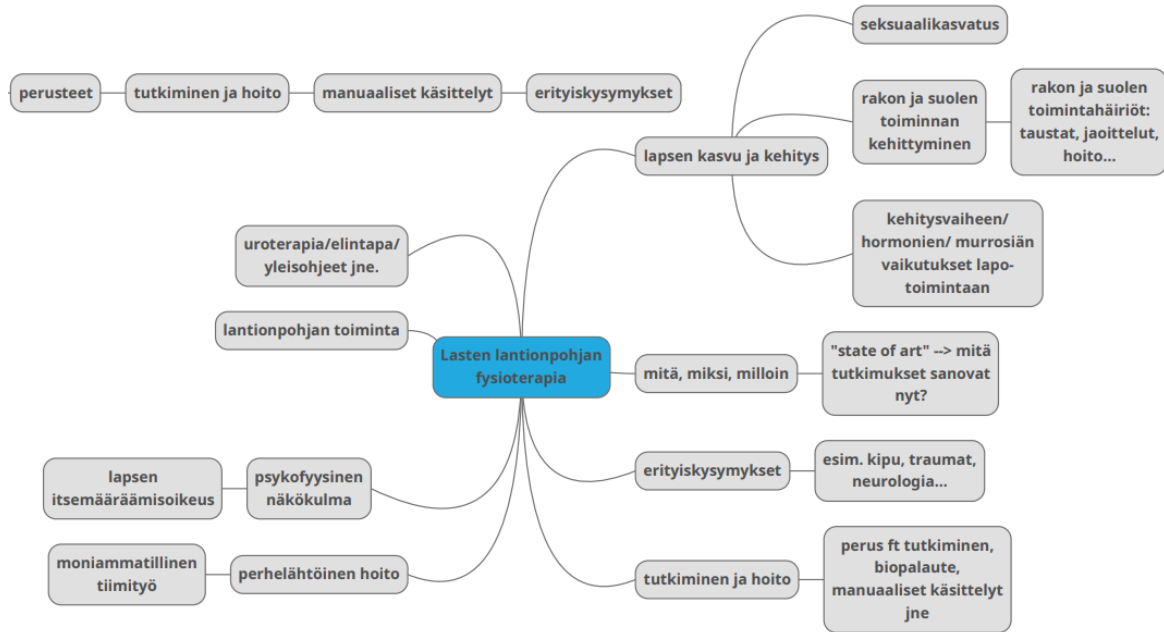 seksuaalikasvatus
perusteet
tutkiminen ja hoito
manuaaliset käsittelyt
erityiskysymykset
rakon ja suolen
toiminnan
kehittyminen
rakon ja suolen
toimintahäiriöt:
taustat, jaoittelut,
hoito...
lapsen kasvu ja kehitys
kehitysvaiheen/
hormonien/ murrosiän
vaikutukset lapo-
toimintaan
uroterapia/elintapa/
yleisohjeet jne.
lantionpohjan toiminta
Lasten lantionpohjan
fysioterapia
mitä, miksi, milloin
"state of art" --> mitä
tutkimukset sanovat
nyt?
lapsen
itsemääräämisoikeus
psykofyysinen
näkökulma
erityiskysymykset
esim. kipu, traumat,
neurologia...
moniammatillinen
tiimityö
perhelähtöinen hoito
tutkiminen ja hoito
perus ft tutkiminen,
biopalaute,
manuaaliset käsittelyt
jne